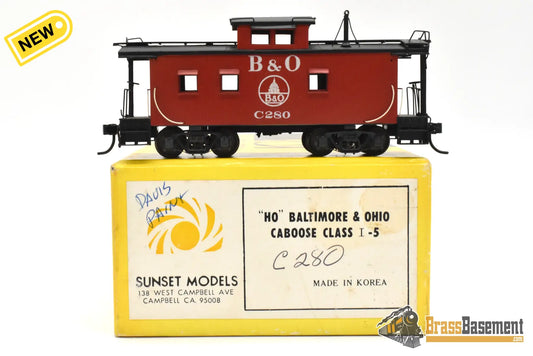 NEW
B & O
B&O
C280
DAVIS
PAINT
"HO" BALTIMORE & OHIO
CABOOSE CLASS I-5
C280
SUNSET MODELS
138 WEST CAMPBELL AVE
CAMPBELL CA. 95008
MADE IN KOREA
BrassBasement
.com